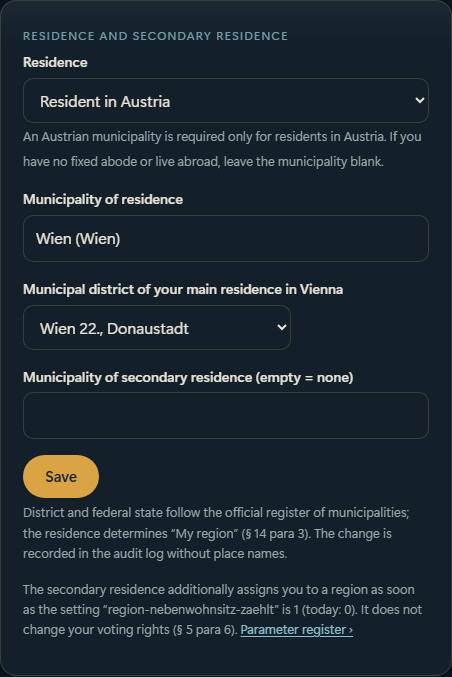 RESIDENCE AND SECONDARY RESIDENCE
Residence
Resident in Austria
An Austrian municipality is required only for residents in Austria. If you
have no fixed abode or live abroad, leave the municipality blank.
Municipality of residence
Wien (Wien)
Municipal district of your main residence in Vienna
Wien 22., Donaustadt
Municipality of secondary residence (empty = none)
Save
District and federal state follow the official register of municipalities;
the residence determines “My region” (§ 14 para 3). The change is
recorded in the audit log without place names.
The secondary residence additionally assigns you to a region as soon
as the setting “region-nebenwohnsitz-zaehlt” is 1 (today: 0). It does not
change your voting rights (§ 5 para 6). Parameter register ›